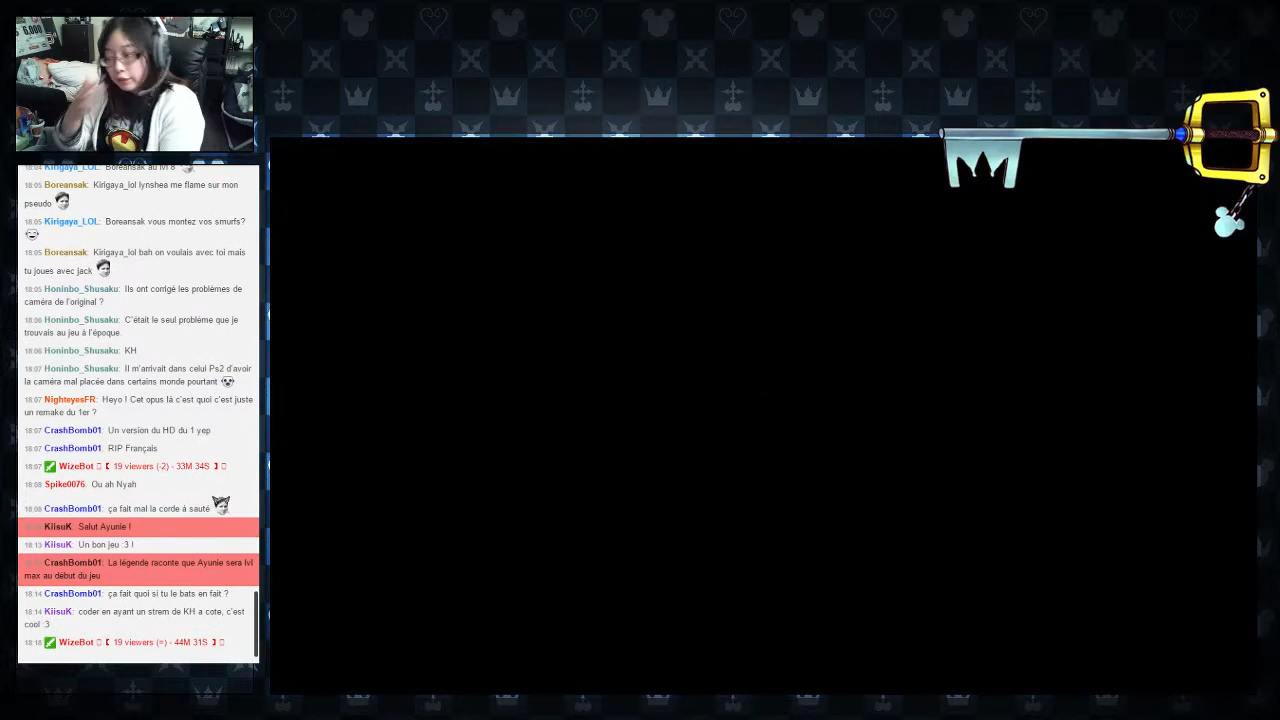 6,000
18:04 Kirigaya_LOL: Boreansak au lvl 8
18:05 Boreansak: Kirigaya_lol lynshea me flame sur mon
pseudo
18:05 Kirigaya_LOL: Boreansak vous montez vos smurfs?
18:05 Boreansak: Kirigaya_lol bah on voulais avec toi mais
tu joues avec jack
18:05 Honinbo_Shusaku: Ils ont corrigé les problèmes de
caméra de l'original ?
18:06 Honinbo_Shusaku: C'était le seul problème que je
trouvais au jeu à l'époque.
18:06 Honinbo_Shusaku: KH
18:07 Honinbo_Shusaku: Il m'arrivait dans celui Ps2 d'avoir
la caméra mal placée dans certains monde pourtant
18:07 NighteyesFR: Heyo ! Cet opus là c'est quoi c'est juste
un remake du 1er ?
18:07 CrashBomb01: Un version du HD du 1 yep
18:07 CrashBomb01: RIP Français
18:07 WizeBot 【 19 viewers (-2) - 33M 34S 】
18:08 Spike0076: Ou ah Nyah
18:08 CrashBomb01: ça fait mal la corde à sauté
KiisuK: Salut Ayunie !
18:13 KiisuK: Un bon jeu :3 !
CrashBomb01: La légende raconte que Ayunie sera lvl
max au début du jeu
18:14 CrashBomb01: ça fait quoi si tu le bats en fait ?
18:14 KiisuK: coder en ayant un strem de KH a cote, c'est
cool :3
18:18 WizeBot 【 19 viewers (=) - 44M 31S 】